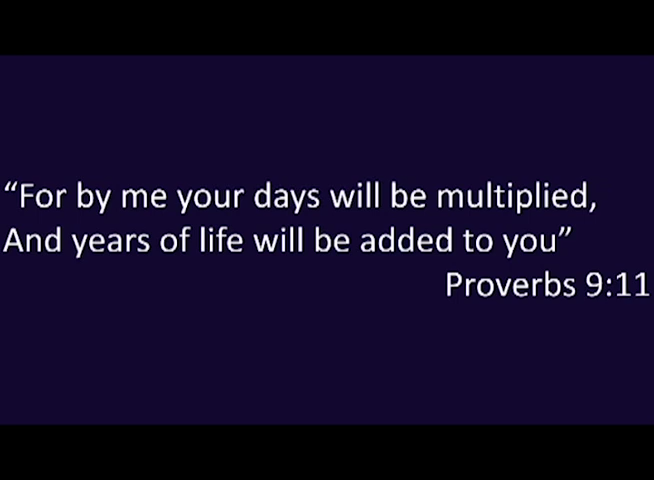 “For by me your days will be multiplied,
And years of life will be added to you”
Proverbs 9:11